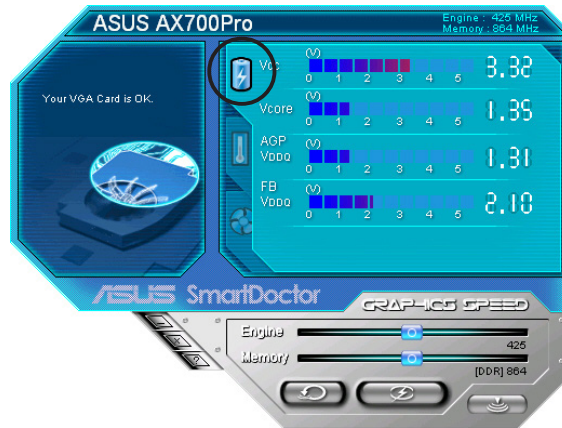 ASUS AX700Pro
Engine : 425 MHz
Memory : 864 MHz
Your VGA Card is OK.
Vcc
(V)
0 1 2 3 4 5
3.32
Vcore
(V)
0 1 2 3 4 5
1.35
AGP
VDDQ
(V)
0 1 2 3 4 5
1.31
FB
VDDQ
(V)
0 1 2 3 4 5
2.10
ASUS SmartDoctor
GRAPHICS SPEED
Engine
425
Memory
[DDR] 864